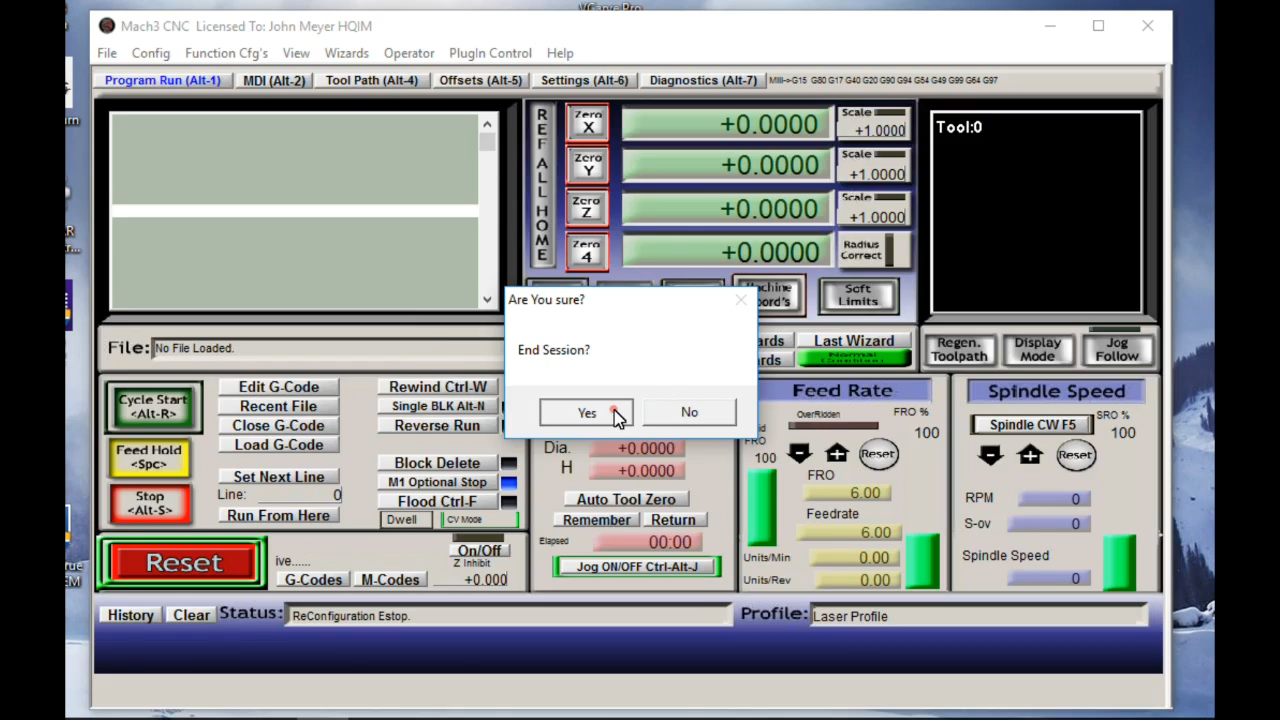 VCarve Pro
Mach3 CNC Licensed To: John Meyer HQIM
File Config Function Cfg's View Wizards Operator PlugIn Control Help
Program Run (Alt-1) MDI (Alt-2) Tool Path (Alt-4) Offsets (Alt-5) Settings (Alt-6) Diagnostics (Alt-7) Mill->G15 G80 G17 G40 G20 G90 G94 G54 G49 G99 G64 G97
REF ALL HOME
Zero X +0.0000 Scale +1.0000
Zero Y +0.0000 Scale +1.0000
Zero Z +0.0000 Scale +1.0000
Zero 4 +0.0000 Radius Correct
Tool:0
Soft Limits
Are You sure?
End Session?
Yes No
File: No File Loaded.
Last Wizard
Normal
Regen. Toolpath
Display Mode
Jog Follow
Cycle Start <Alt-R>
Feed Hold <Spc>
Stop <Alt-S>
Edit G-Code
Recent File
Close G-Code
Load G-Code
Set Next Line
Line: 0
Run From Here
Rewind Ctrl-W
Single BLK Alt-N
Reverse Run
Block Delete
M1 Optional Stop
Flood Ctrl-F
Dwell CV Mode
Dia. +0.0000
H +0.0000
Auto Tool Zero
Remember Return
Elapsed 00:00
Jog ON/OFF Ctrl-Alt-J
Feed Rate
OverRidden FRO %
100
FRO
100
Reset
FRO
6.00
Feedrate
6.00
Units/Min 0.00
Units/Rev 0.00
Spindle Speed
Spindle CW F5 SRO %
100
Reset
RPM 0
S-ov 0
Spindle Speed
0
Reset
ive......
G-Codes M-Codes
On/Off
Z Inhibit
+0.000
History Clear Status: ReConfiguration Estop. Profile: Laser Profile